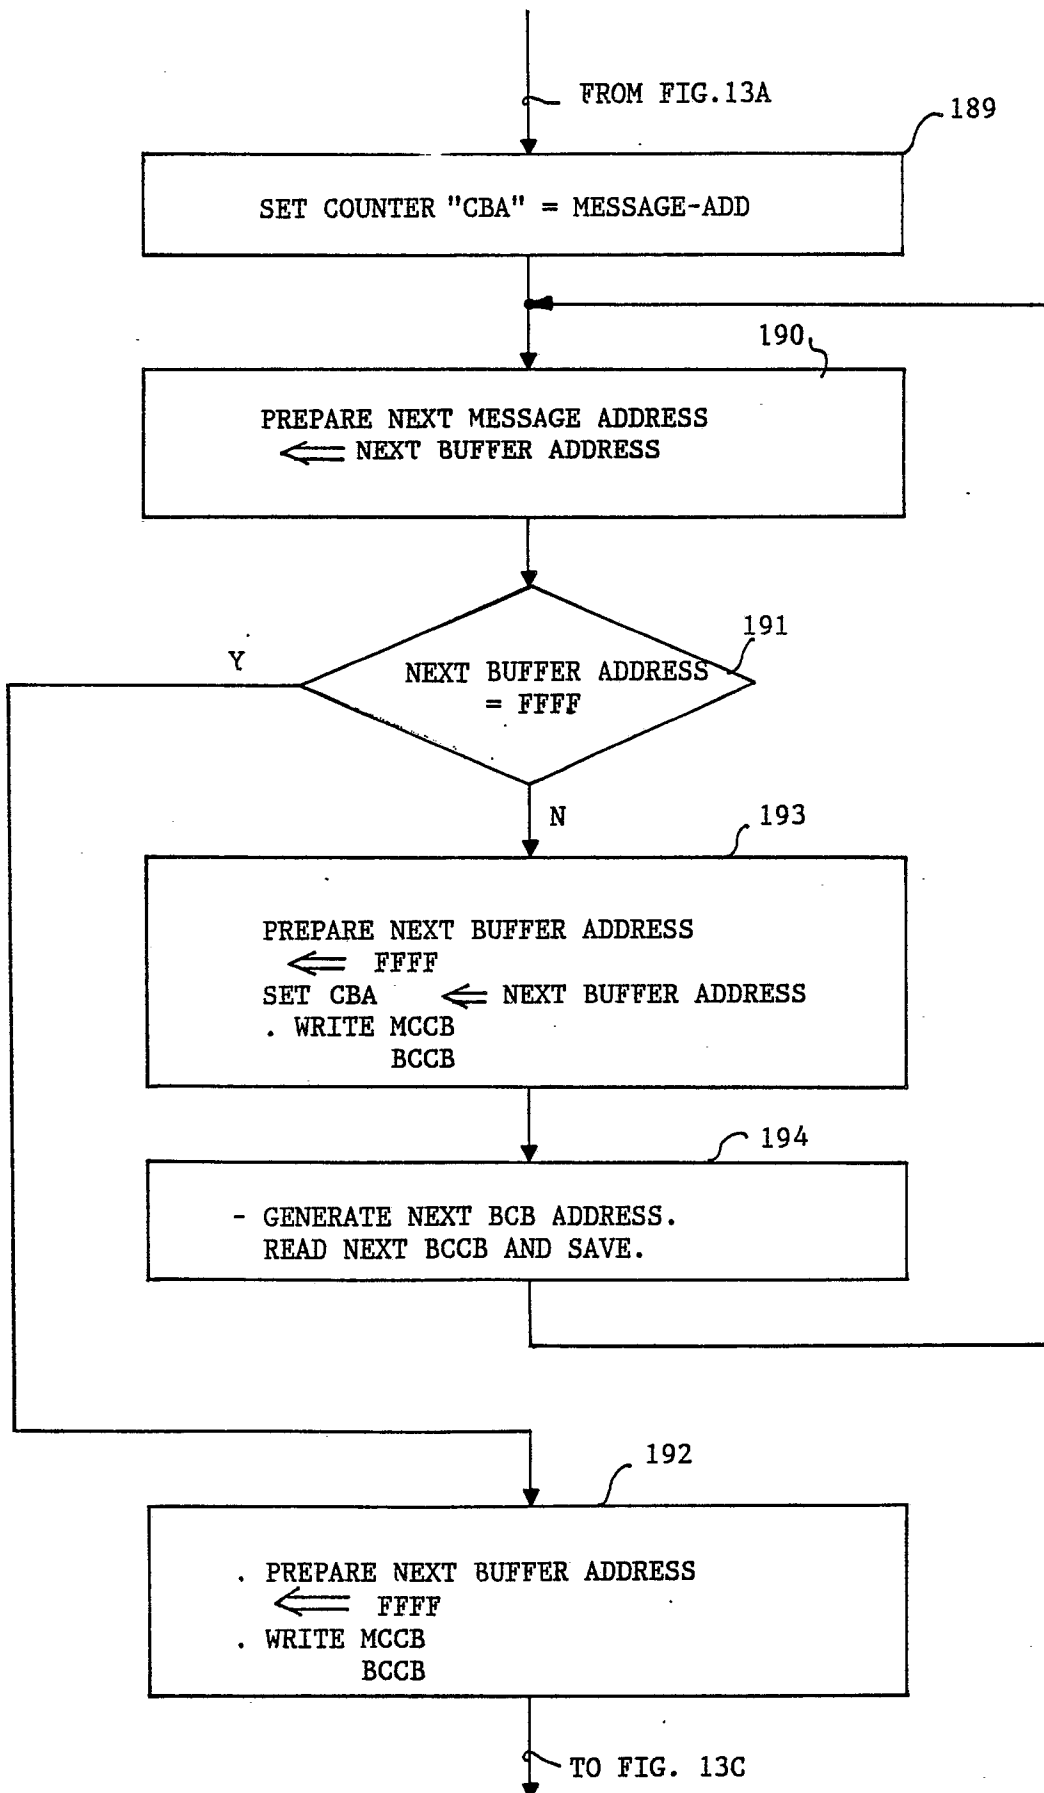 FROM FIG.13A
189
SET COUNTER "CBA" = MESSAGE-ADD
190
PREPARE NEXT MESSAGE ADDRESS
⇐ NEXT BUFFER ADDRESS
191
Y
NEXT BUFFER ADDRESS
= FFFF
N
193
PREPARE NEXT BUFFER ADDRESS
⇐ FFFF
SET CBA ⇐ NEXT BUFFER ADDRESS
. WRITE MCCB
BCCB
194
- GENERATE NEXT BCB ADDRESS.
READ NEXT BCCB AND SAVE.
192
. PREPARE NEXT BUFFER ADDRESS
⇐ FFFF
. WRITE MCCB
BCCB
TO FIG. 13C